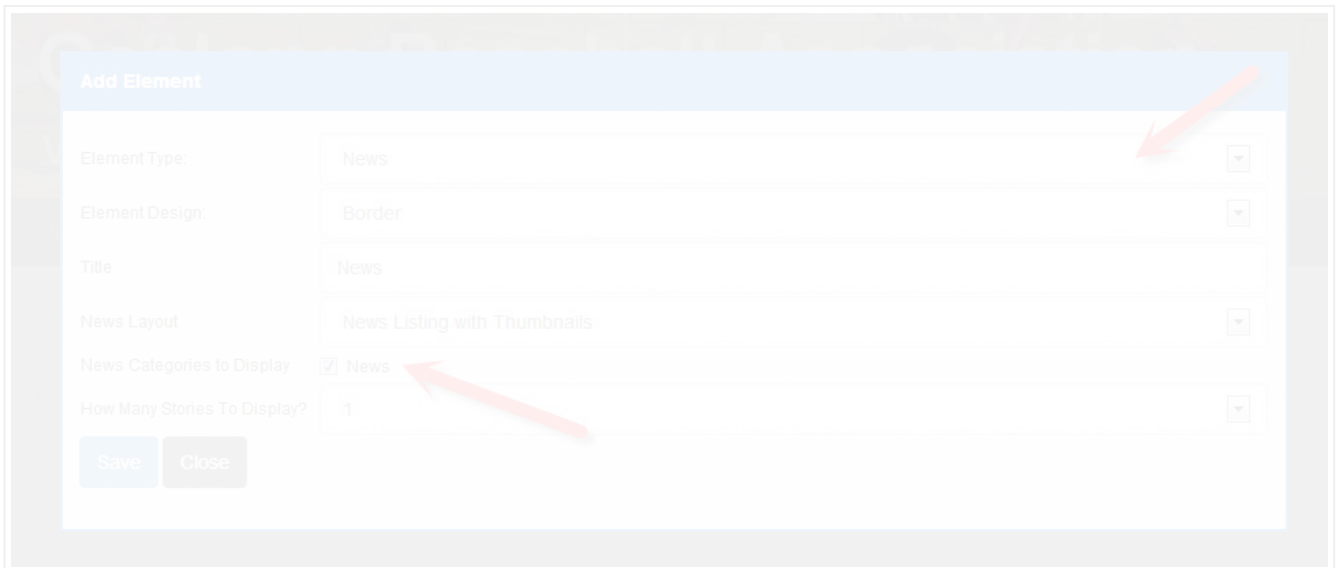 Add Element
Element Type: News
Element Design: Border
Title News
News Layout News Listing with Thumbnails
News Categories to Display News
How Many Stories To Display? 1
Save Close